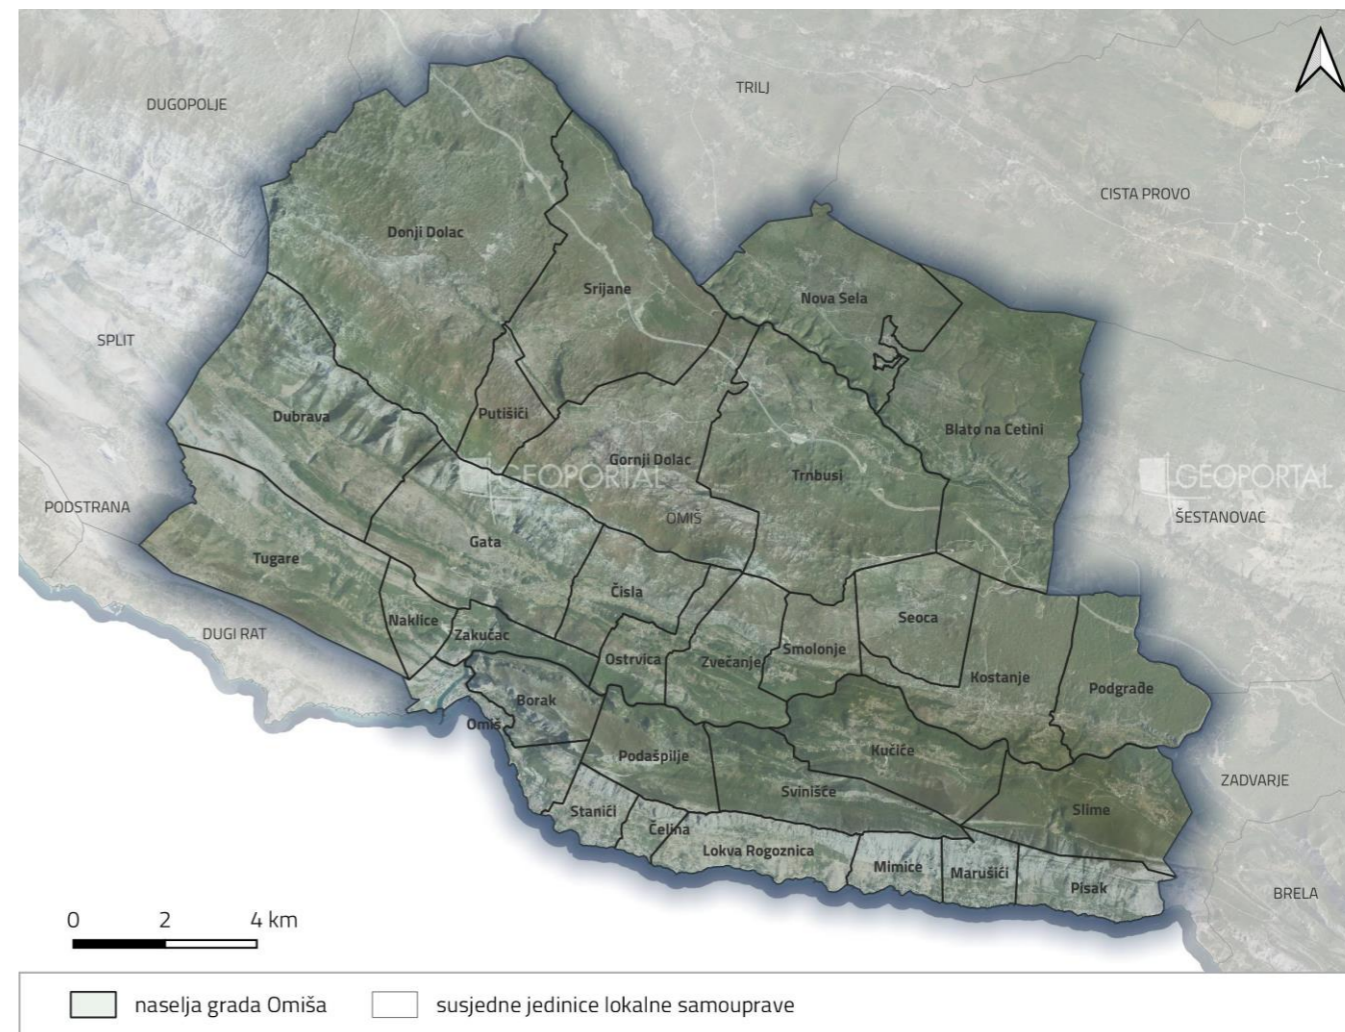 TRILJ
DUGOPOLJE
CISTA PROVO
Donji Dolac
Srijane
Nova Sela
SPLIT
Dubrava
Putišići
Blato na Cetini
Gornji Dolac
Trnbusi
GEOPORTAL
GEOPORTAL
PODSTRANA
OMIŠ
ŠESTANOVAC
Gata
Tugare
Čisla
Naklice
Seoca
DUGI RAT
Zakučac
Smolonje
Ostrvica
Zvečanje
Kostanje
Podgrađe
Borak
Omiš
Kučiće
Podašpilje
ZADVARJE
Svinišće
Slime
Stanići
Čelina
Lokva Rogoznica
Mimice
Marušići
Pisak
BRELA
0 2 4 km
naselja grada Omiša
susjedne jedinice lokalne samouprave